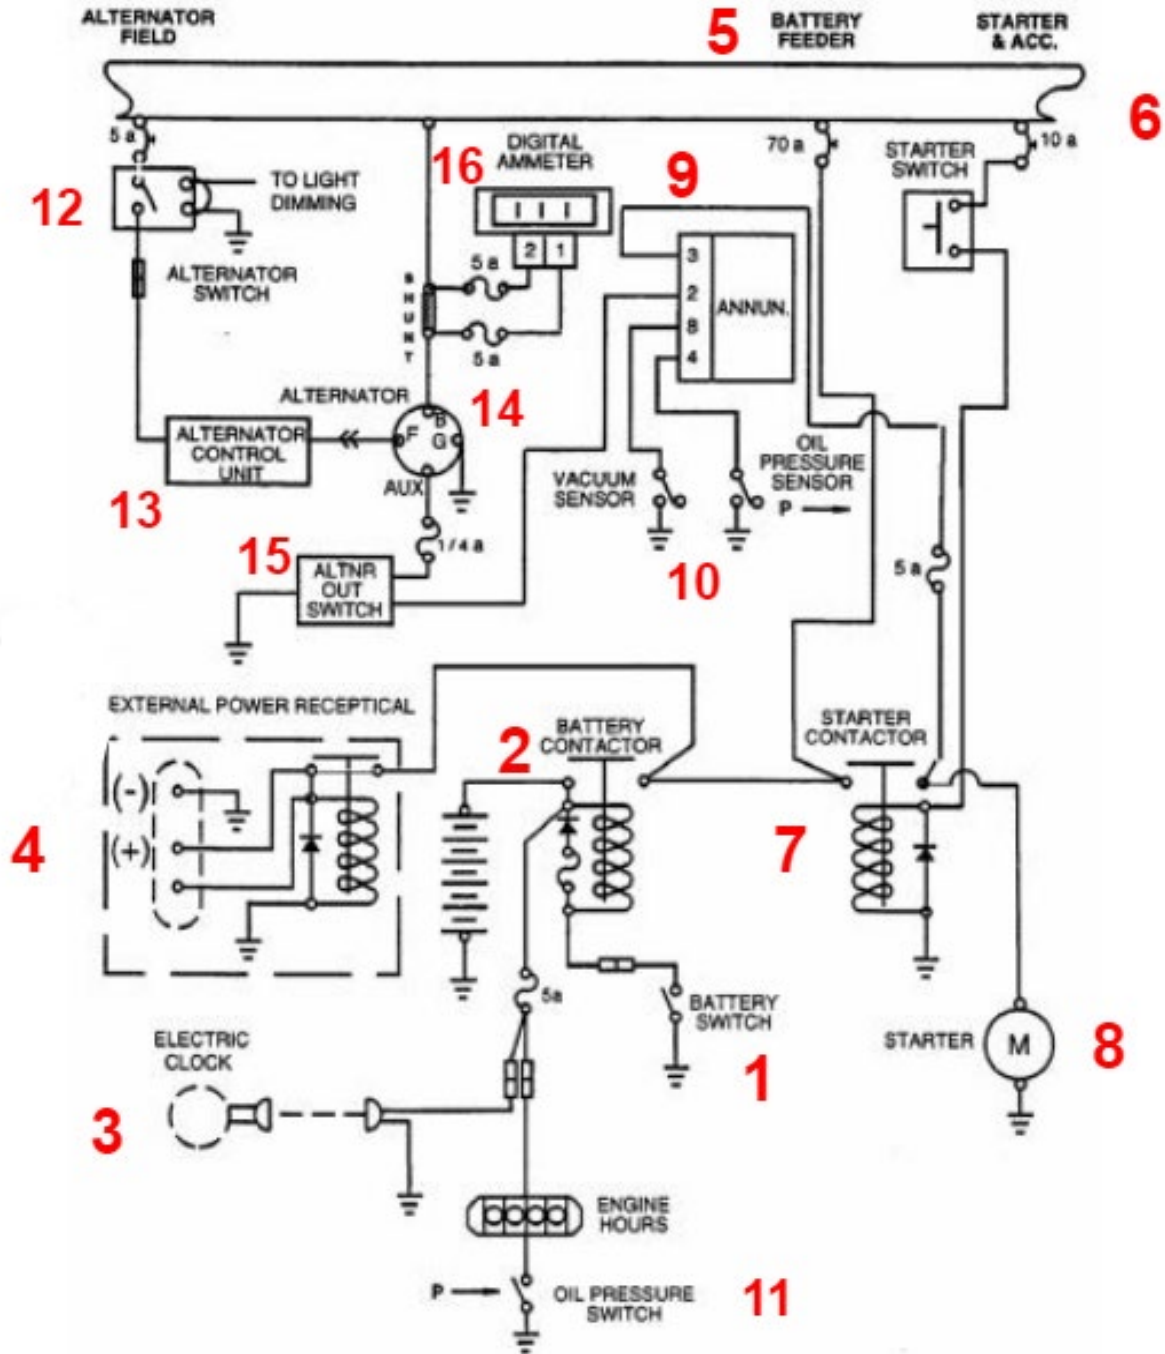 ALTERNATOR
FIELD
5
BATTERY
FEEDER
STARTER
& ACC.
6
5 a
16
DIGITAL
AMMETER
70 a
STARTER
SWITCH
10 a
9
12
TO LIGHT
DIMMING
2 1
3
2
8
4
ANNUN.
ALTERNATOR
SWITCH
5 a
SHUNT
5 a
ALTERNATOR
14
B
F
G
AUX
ALTERNATOR
CONTROL
UNIT
13
VACUUM
SENSOR
OIL
PRESSURE
SENSOR
P
10
1/4 a
15
ALTNR
OUT
SWITCH
5 a
EXTERNAL POWER RECEPTICAL
2
BATTERY
CONTACTOR
STARTER
CONTACTOR
(-)
(+)
4
7
5a
BATTERY
SWITCH
1
STARTER
M
8
ELECTRIC
CLOCK
3
ENGINE
HOURS
P
OIL PRESSURE
SWITCH
11